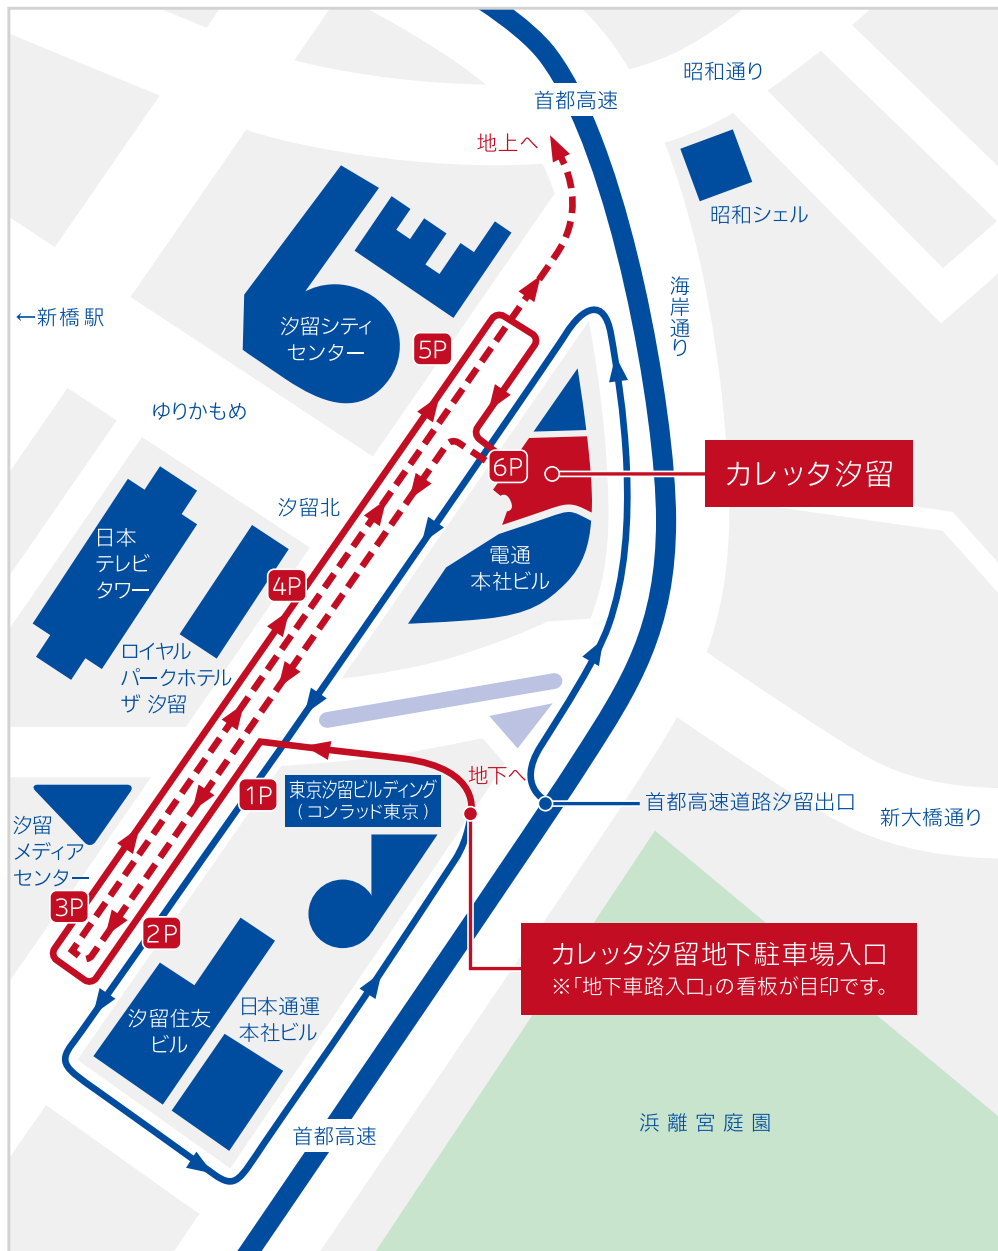 昭和通り
首都高速
地上へ
昭和シェル
海岸通り
←新橋駅
汐留シティ
センター
5P
ゆりかもめ
6P
カレッタ汐留
汐留北
日本
テレビ
タワー
電通
本社ビル
4P
ロイヤル
パークホテル
ザ 汐留
地下へ
1P
東京汐留ビルディング
(コンラッド東京)
首都高速道路汐留出口
新大橋通り
汐留
メディア
センター
3P
2P
カレッタ汐留地下駐車場入口
※「地下車路入口」の看板が目印です。
日本通運
本社ビル
汐留住友
ビル
首都高速
浜離宮庭園